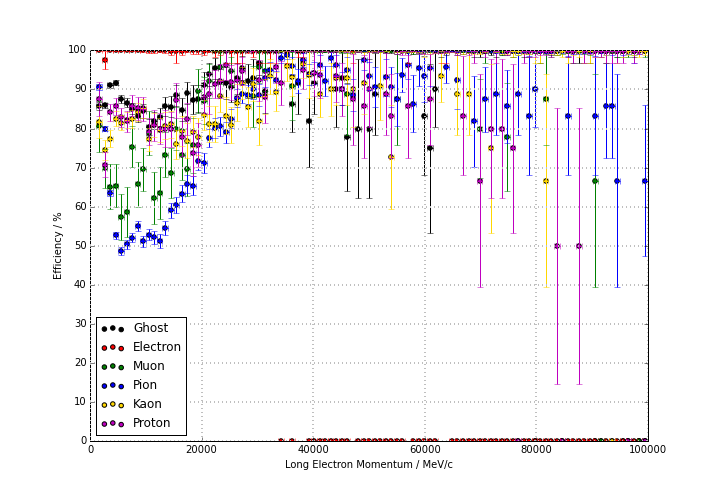 100
90
80
70
60
50
40
30
20
10
0
Efficiency / %
Ghost
Electron
Muon
Pion
Kaon
Proton
0 20000 40000 60000 80000 100000
Long Electron Momentum / MeV/c